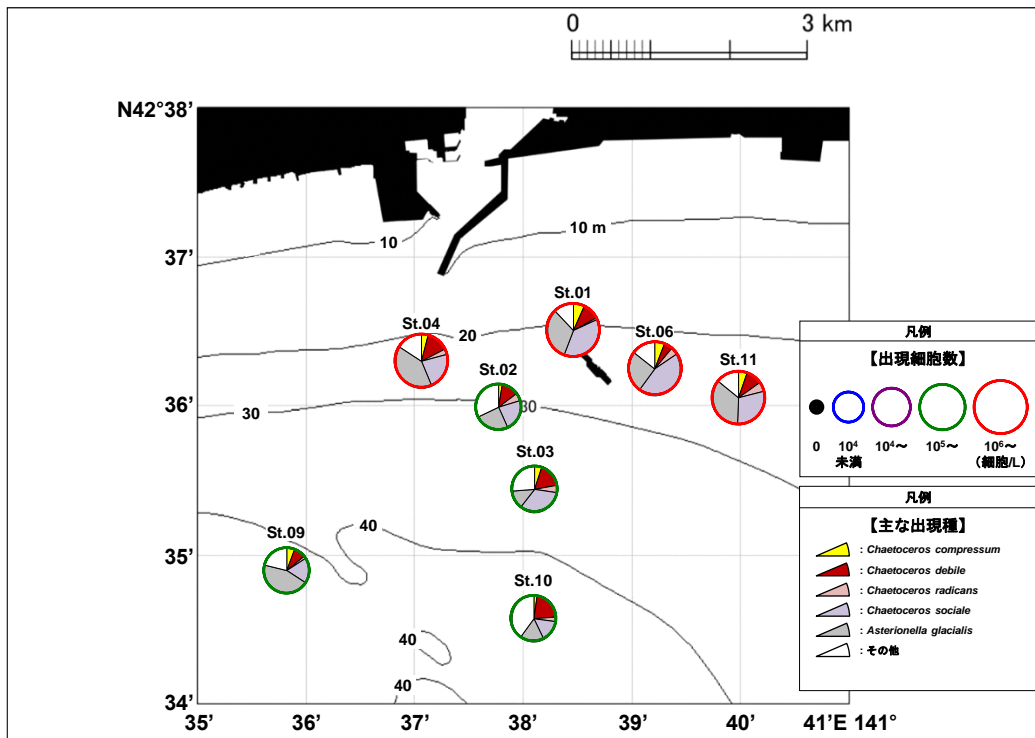 0 3 km
N42°38’
10
10 m
37’
St.01
St.04
20
St.06
St.02
St.11
36’
30
30
St.03
St.09
40
35’
St.10
40
40
34’
35’ 36’ 37’ 38’ 39’ 40’ 41’E 141°
凡例
【出現細胞数】
0 10⁴ 10⁴～ 10⁵～ 10⁶～
未満 (細胞/L)
凡例
【主な出現種】
: Chaetoceros compressum
: Chaetoceros debile
: Chaetoceros radicans
: Chaetoceros sociale
: Asterionella glacialis
: その他